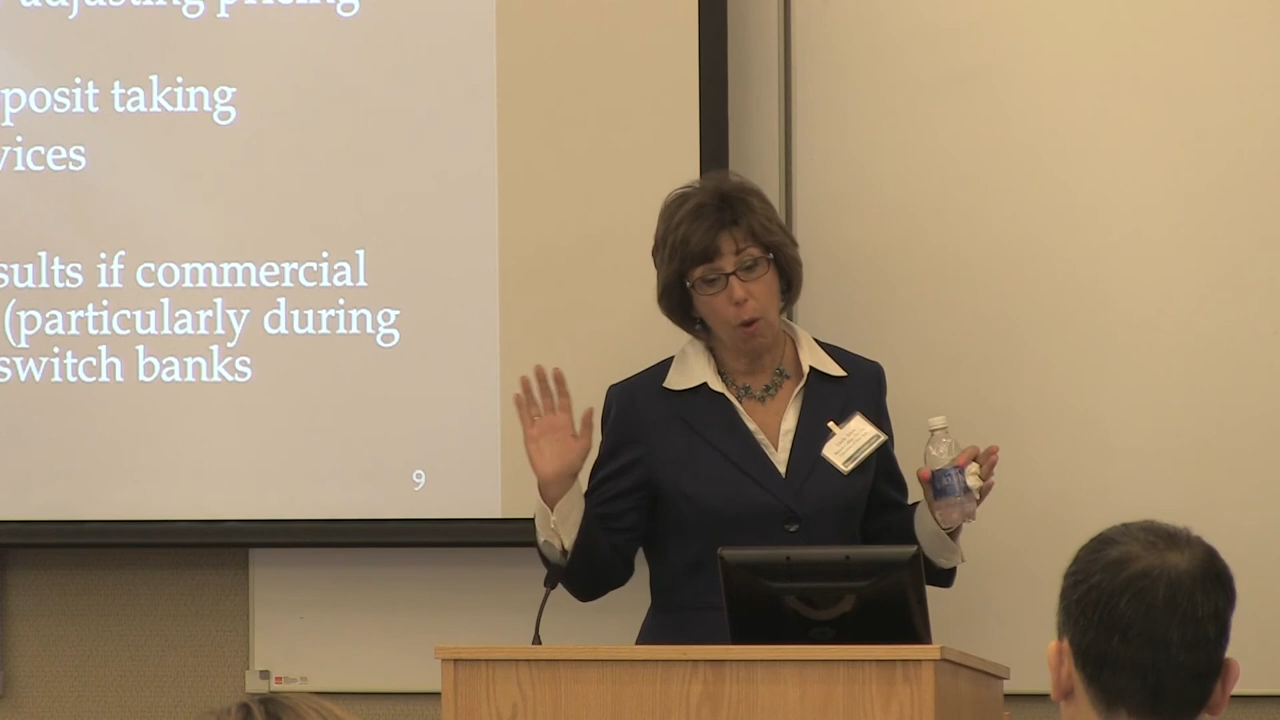 adjusting pricing
posit taking
vices
sults if commercial
(particularly during
switch banks
9